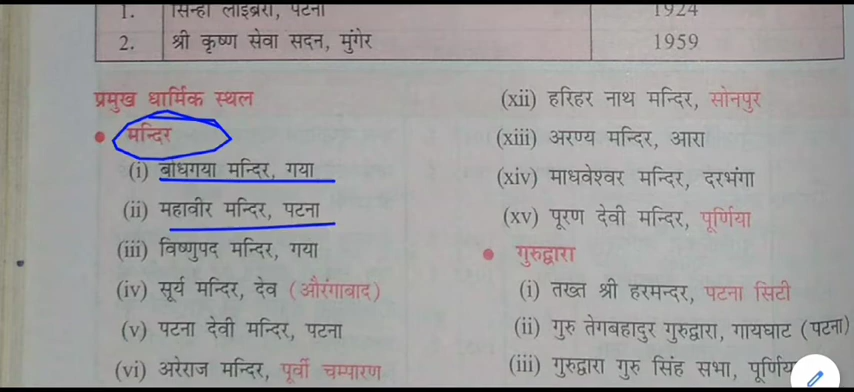 1. सिन्हा लाइब्रेरी, पटना 1924
2. श्री कृष्ण सेवा सदन, मुंगेर 1959
प्रमुख धार्मिक स्थल
मन्दिर
(i) बोधगया मन्दिर, गया
(ii) महावीर मन्दिर, पटना
(iii) विष्णुपद मन्दिर, गया
(iv) सूर्य मन्दिर, देव (औरंगाबाद)
(v) पटना देवी मन्दिर, पटना
(vi) अरेराज मन्दिर, पूर्वी चम्पारण
(xii) हरिहर नाथ मन्दिर, सोनपुर
(xiii) अरण्य मन्दिर, आरा
(xiv) माधवेश्वर मन्दिर, दरभंगा
(xv) पूरण देवी मन्दिर, पूर्णिया
गुरुद्वारा
(i) तख्त श्री हरमन्दर, पटना सिटी
(ii) गुरु तेगबहादुर गुरुद्वारा, गायघाट (पटना)
(iii) गुरुद्वारा गुरु सिंह सभा, पूर्णिया